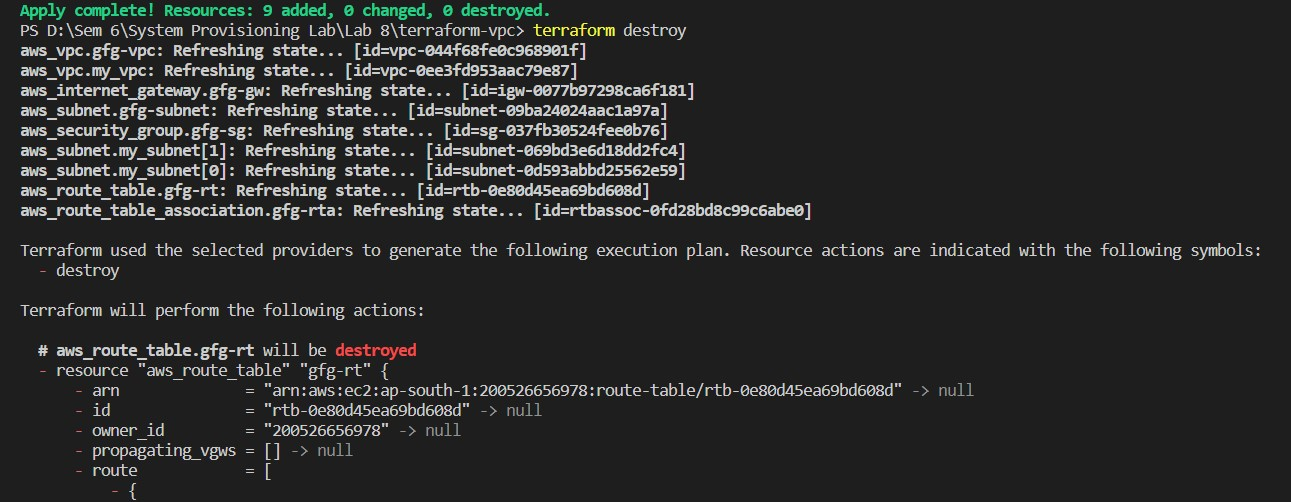 Apply complete! Resources: 9 added, 0 changed, 0 destroyed.
PS D:\Sem 6\System Provisioning Lab\Lab 8\terraform-vpc> terraform destroy
aws_vpc.gfg-vpc: Refreshing state... [id=vpc-044f68fe0c968901f]
aws_vpc.my_vpc: Refreshing state... [id=vpc-0ee3fd953aac79e87]
aws_internet_gateway.gfg-gw: Refreshing state... [id=igw-0077b97298ca6f181]
aws_subnet.gfg-subnet: Refreshing state... [id=subnet-09ba24024aac1a97a]
aws_security_group.gfg-sg: Refreshing state... [id=sg-037fb30524fee0b76]
aws_subnet.my_subnet[1]: Refreshing state... [id=subnet-069bd3e6d18dd2fc4]
aws_subnet.my_subnet[0]: Refreshing state... [id=subnet-0d593abbd25562e59]
aws_route_table.gfg-rt: Refreshing state... [id=rtb-0e80d45ea69bd608d]
aws_route_table_association.gfg-rta: Refreshing state... [id=rtbassoc-0fd28bd8c99c6abe0]
Terraform used the selected providers to generate the following execution plan. Resource actions are indicated with the following symbols:
- destroy
Terraform will perform the following actions:
# aws_route_table.gfg-rt will be destroyed
- resource "aws_route_table" "gfg-rt" {
- arn = "arn:aws:ec2:ap-south-1:200526656978:route-table/rtb-0e80d45ea69bd608d" -> null
- id = "rtb-0e80d45ea69bd608d" -> null
- owner_id = "200526656978" -> null
- propagating_vgws = [] -> null
- route = [
- {